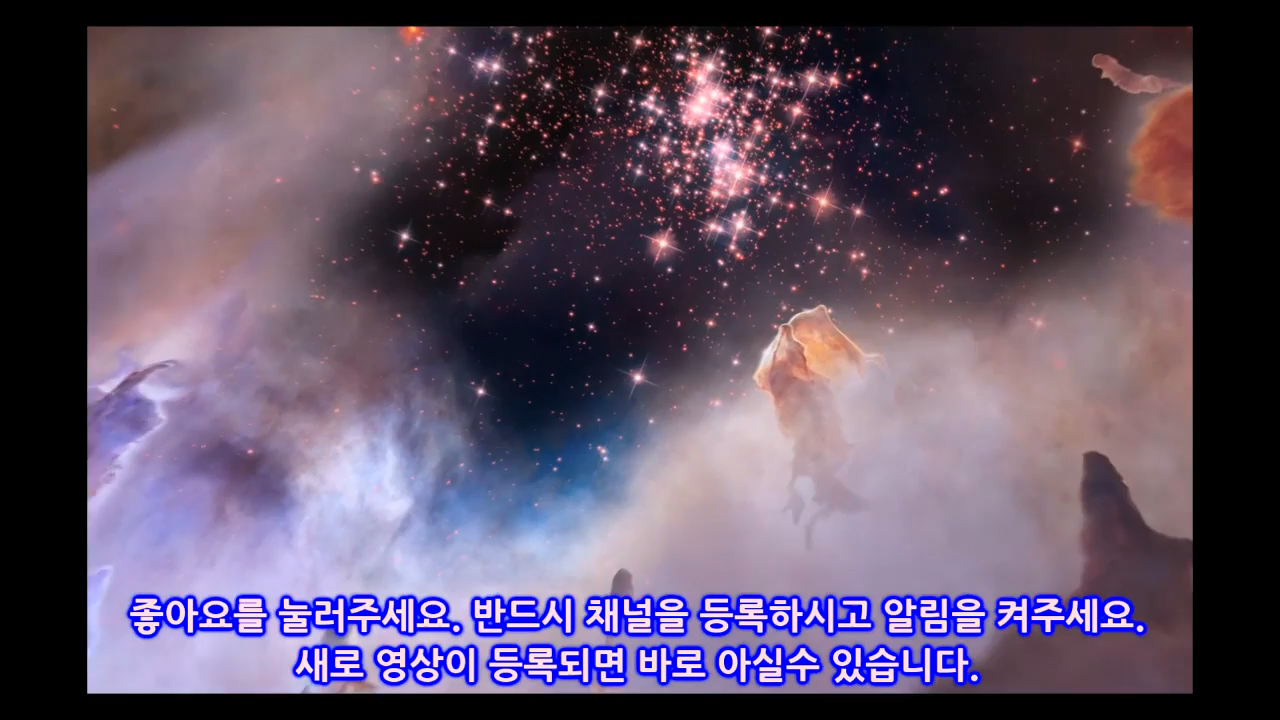 좋아요를 눌러주세요. 반드시 채널을 등록하시고 알림을 켜주세요.
새로 영상이 등록되면 바로 아실수 있습니다.